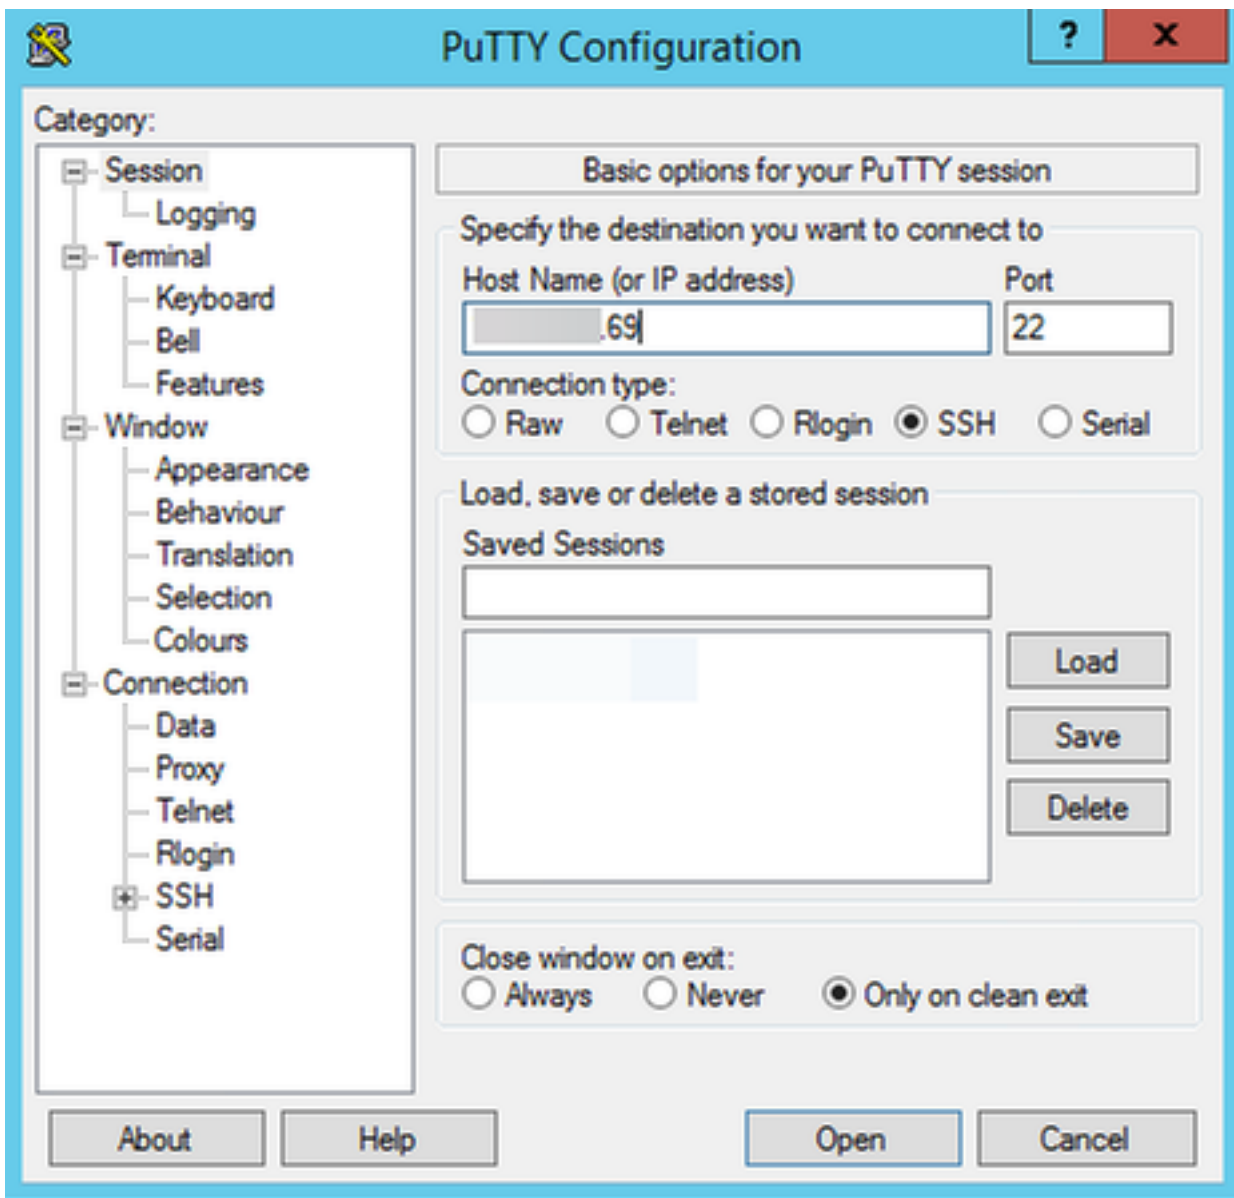 PuTTY Configuration
?
x
Category:
Session
Logging
Terminal
Keyboard
Bell
Features
Window
Appearance
Behaviour
Translation
Selection
Colours
Connection
Data
Proxy
Telnet
Rlogin
SSH
Serial
Basic options for your PuTTY session
Specify the destination you want to connect to
Host Name (or IP address) Port
.69 22
Connection type:
Raw Telnet Rlogin SSH Serial
Load, save or delete a stored session
Saved Sessions
Load
Save
Delete
Close window on exit:
Always Never Only on clean exit
About Help Open Cancel